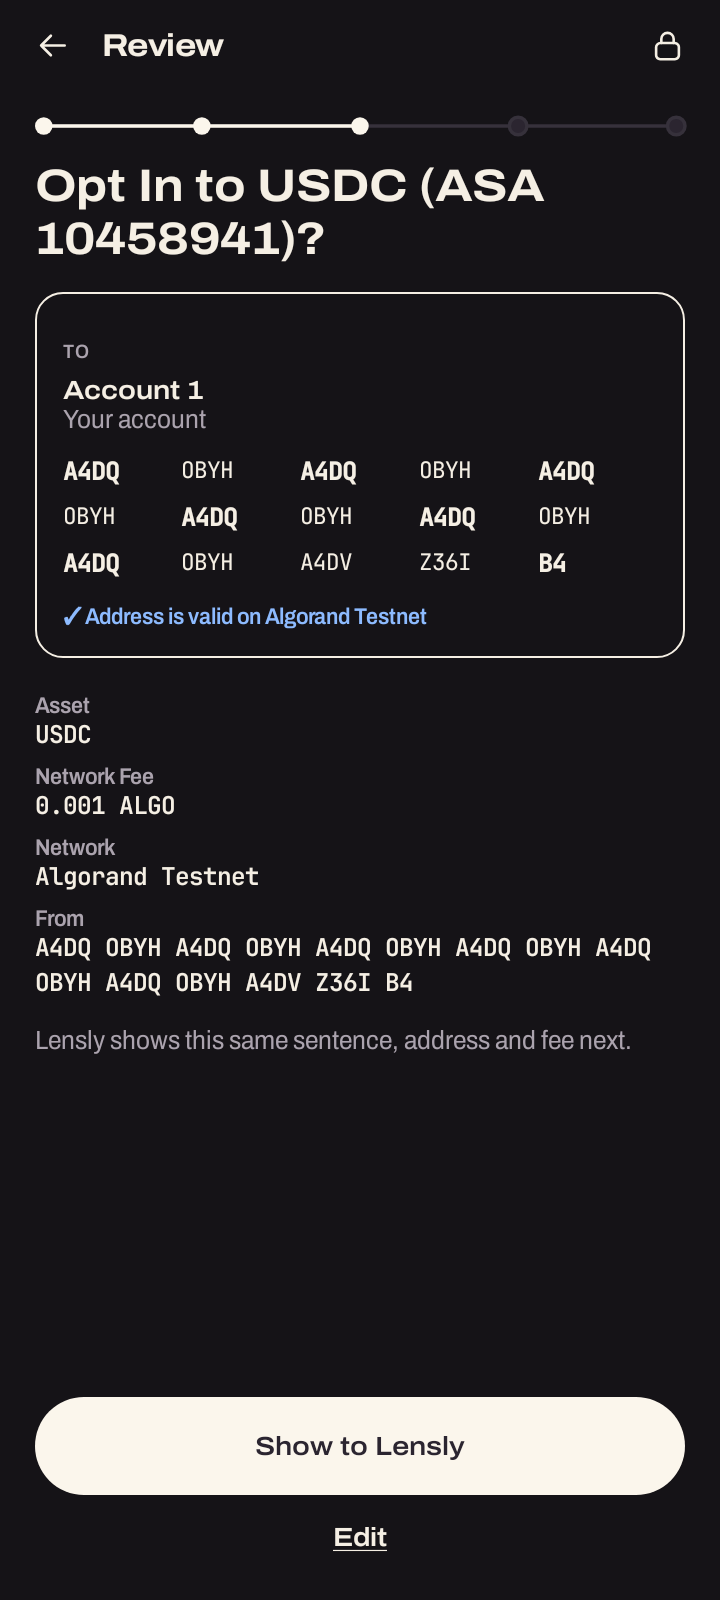 Review
Opt In to USDC (ASA
10458941)?
TO
Account 1
Your account
A4DQ OBYH A4DQ OBYH A4DQ
OBYH A4DQ OBYH A4DQ OBYH
A4DQ OBYH A4DV Z36I B4
✓ Address is valid on Algorand Testnet
Asset
USDC
Network Fee
0.001 ALGO
Network
Algorand Testnet
From
A4DQ OBYH A4DQ OBYH A4DQ OBYH A4DQ OBYH A4DQ
OBYH A4DQ OBYH A4DV Z36I B4
Lensly shows this same sentence, address and fee next.
Show to Lensly
Edit